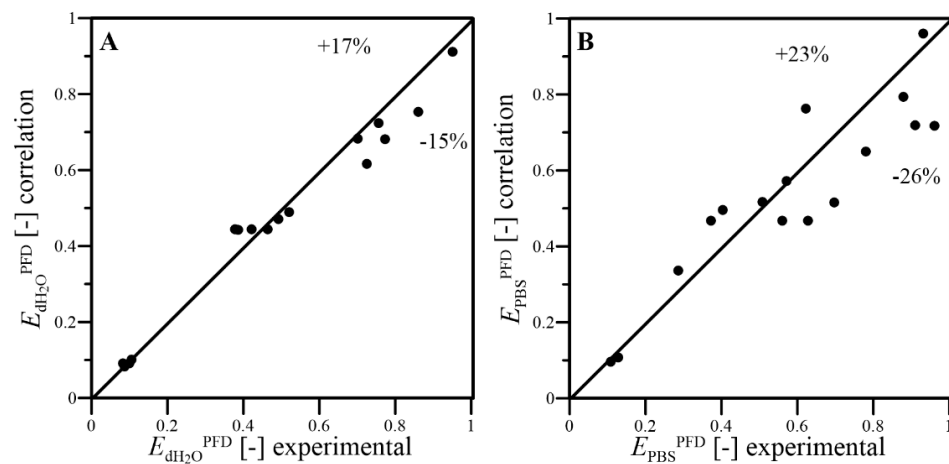 A
+17%
-15%
1
0.8
0.6
0.4
0.2
0
0 0.2 0.4 0.6 0.8 1
E_dH₂O^PFD [-] correlation
E_dH₂O^PFD [-] experimental
B
+23%
-26%
1
0.8
0.6
0.4
0.2
0
0 0.2 0.4 0.6 0.8 1
E_PBS^PFD [-] correlation
E_PBS^PFD [-] experimental